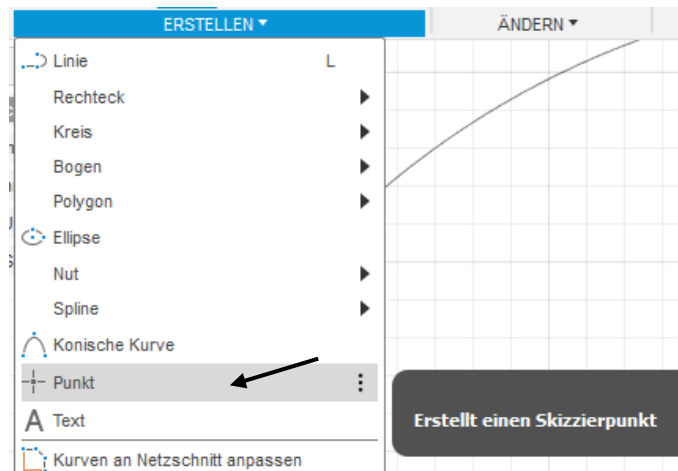 ERSTELLEN ▼
ÄNDERN ▼
Linie L
Rechteck
Kreis
Bogen
Polygon
Ellipse
Nut
Spline
Konische Kurve
Punkt
Erstellt einen Skizzierpunkt
A Text
Kurven an Netzschnitt anpassen